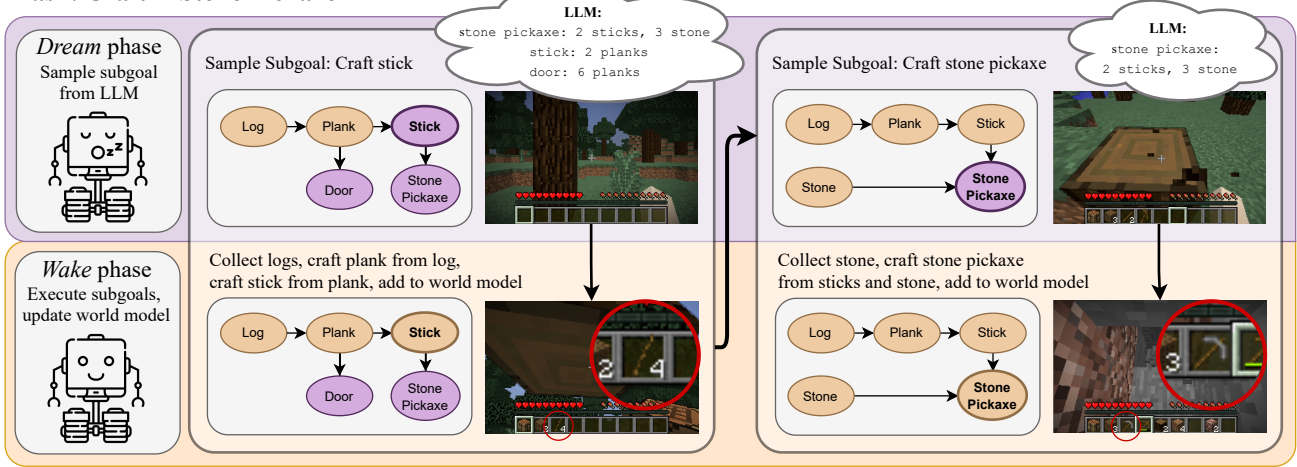 Dream phase
Sample subgoal
from LLM
Sample Subgoal: Craft stick
LLM:
stone pickaxe: 2 sticks, 3 stone
stick: 2 planks
door: 6 planks
Log
Plank
Stick
Door
Stone
Pickaxe
Sample Subgoal: Craft stone pickaxe
LLM:
stone pickaxe:
2 sticks, 3 stone
Log
Plank
Stick
Stone
Stone
Pickaxe
Wake phase
Execute subgoals,
update world model
Collect logs, craft plank from log,
craft stick from plank, add to world model
Log
Plank
Stick
Door
Stone
Pickaxe
2
4
Collect stone, craft stone pickaxe
from sticks and stone, add to world model
Log
Plank
Stick
Stone
Stone
Pickaxe
3